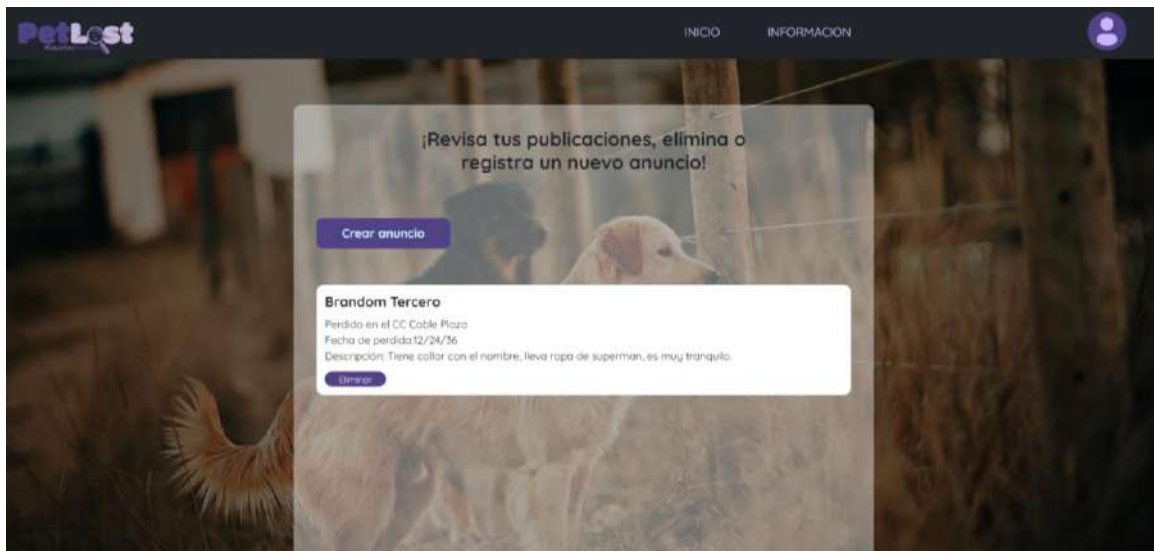 PetLost
INICIO
INFORMACION
¡Revisa tus publicaciones, elimina o
registra un nuevo anuncio!
Crear anuncio
Brandom Tercero
Perdido en el CC Cable Plaza
Fecha de perdida:12/24/36
Descripción: Tiene collar con el nombre, lleva ropa de superman, es muy tranquilo.
Eliminar